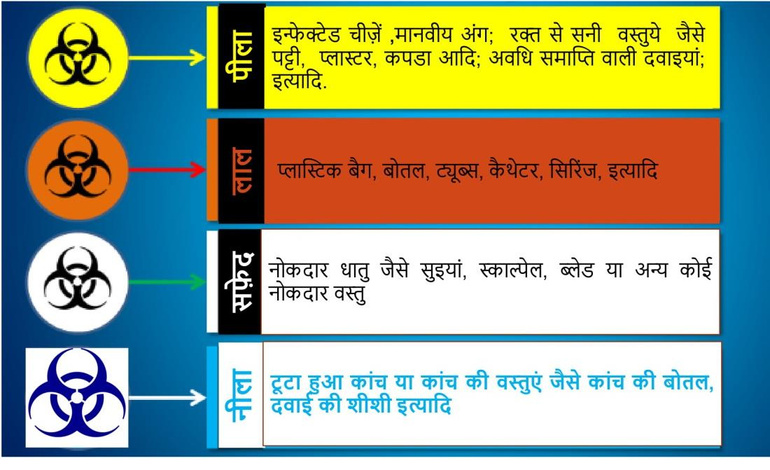 पीला
इन्फेक्टेड चीज़ें ,मानवीय अंग; रक्त से सनी वस्तुये जैसे
पट्टी, प्लास्टर, कपडा आदि; अवधि समाप्ति वाली दवाइयां;
इत्यादि.
लाल
प्लास्टिक बैग, बोतल, ट्यूब्स, कैथेटर, सिरिंज, इत्यादि
सफ़ेद
नोकदार धातु जैसे सुइयां, स्काल्पेल, ब्लेड या अन्य कोई
नोकदार वस्तु
नीला
टूटा हुआ कांच या कांच की वस्तुएं जैसे कांच की बोतल,
दवाई की शीशी इत्यादि